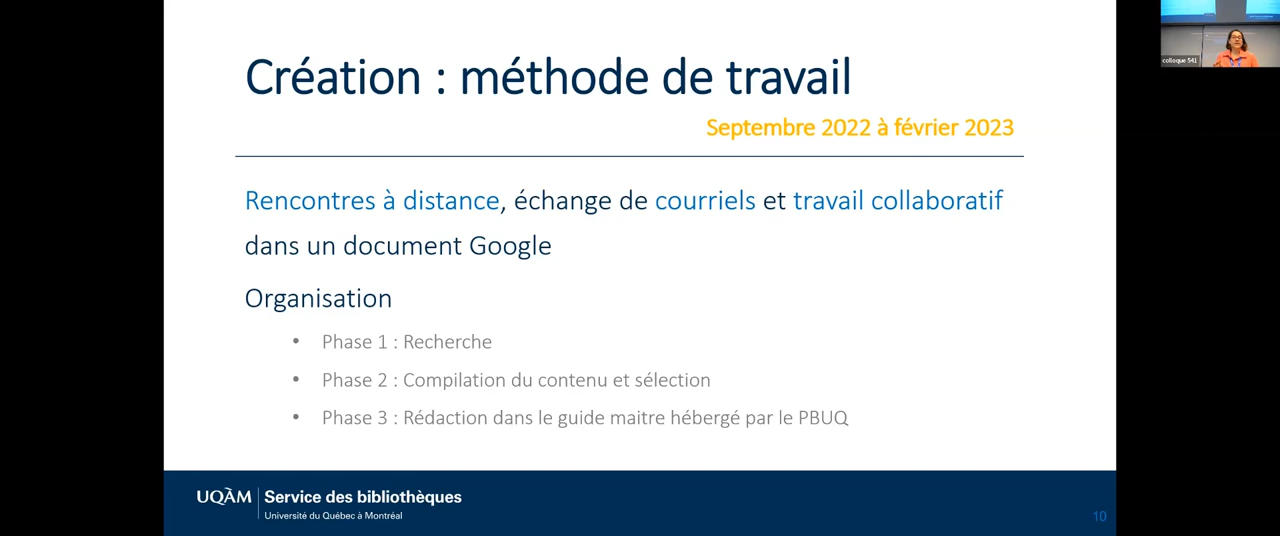 Création : méthode de travail
Septembre 2022 à février 2023
Rencontres à distance, échange de courriels et travail collaboratif
dans un document Google
Organisation
• Phase 1 : Recherche
• Phase 2 : Compilation du contenu et sélection
• Phase 3 : Rédaction dans le guide maitre hébergé par le PBUQ
UQÀM Service des bibliothèques
Université du Québec à Montréal
10
colloque 541